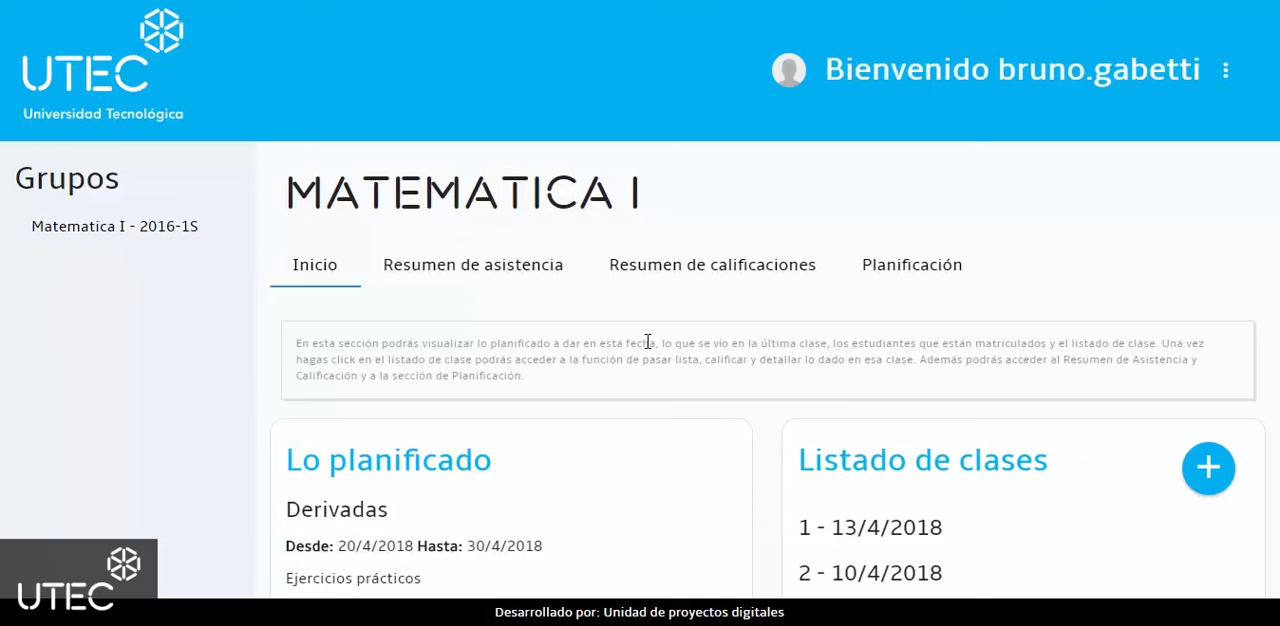 UTEC
Universidad Tecnológica
Bienvenido bruno.gabetti
Grupos
Matematica I - 2016-1S
MATEMATICA I
Inicio Resumen de asistencia Resumen de calificaciones Planificación
En esta sección podrás visualizar lo planificado a dar en esta fecha, lo que se vio en la última clase, los estudiantes que están matriculados y el listado de clase. Una vez
hagas click en el listado de clase podrás acceder a la función de pasar lista, calificar y detallar lo dado en esa clase. Además podrás acceder al Resumen de Asistencia y
Calificación y a la sección de Planificación.
Lo planificado
Derivadas
Desde: 20/4/2018 Hasta: 30/4/2018
Ejercicios prácticos
Listado de clases
+
1 - 13/4/2018
2 - 10/4/2018
UTEC
Desarrollado por: Unidad de proyectos digitales